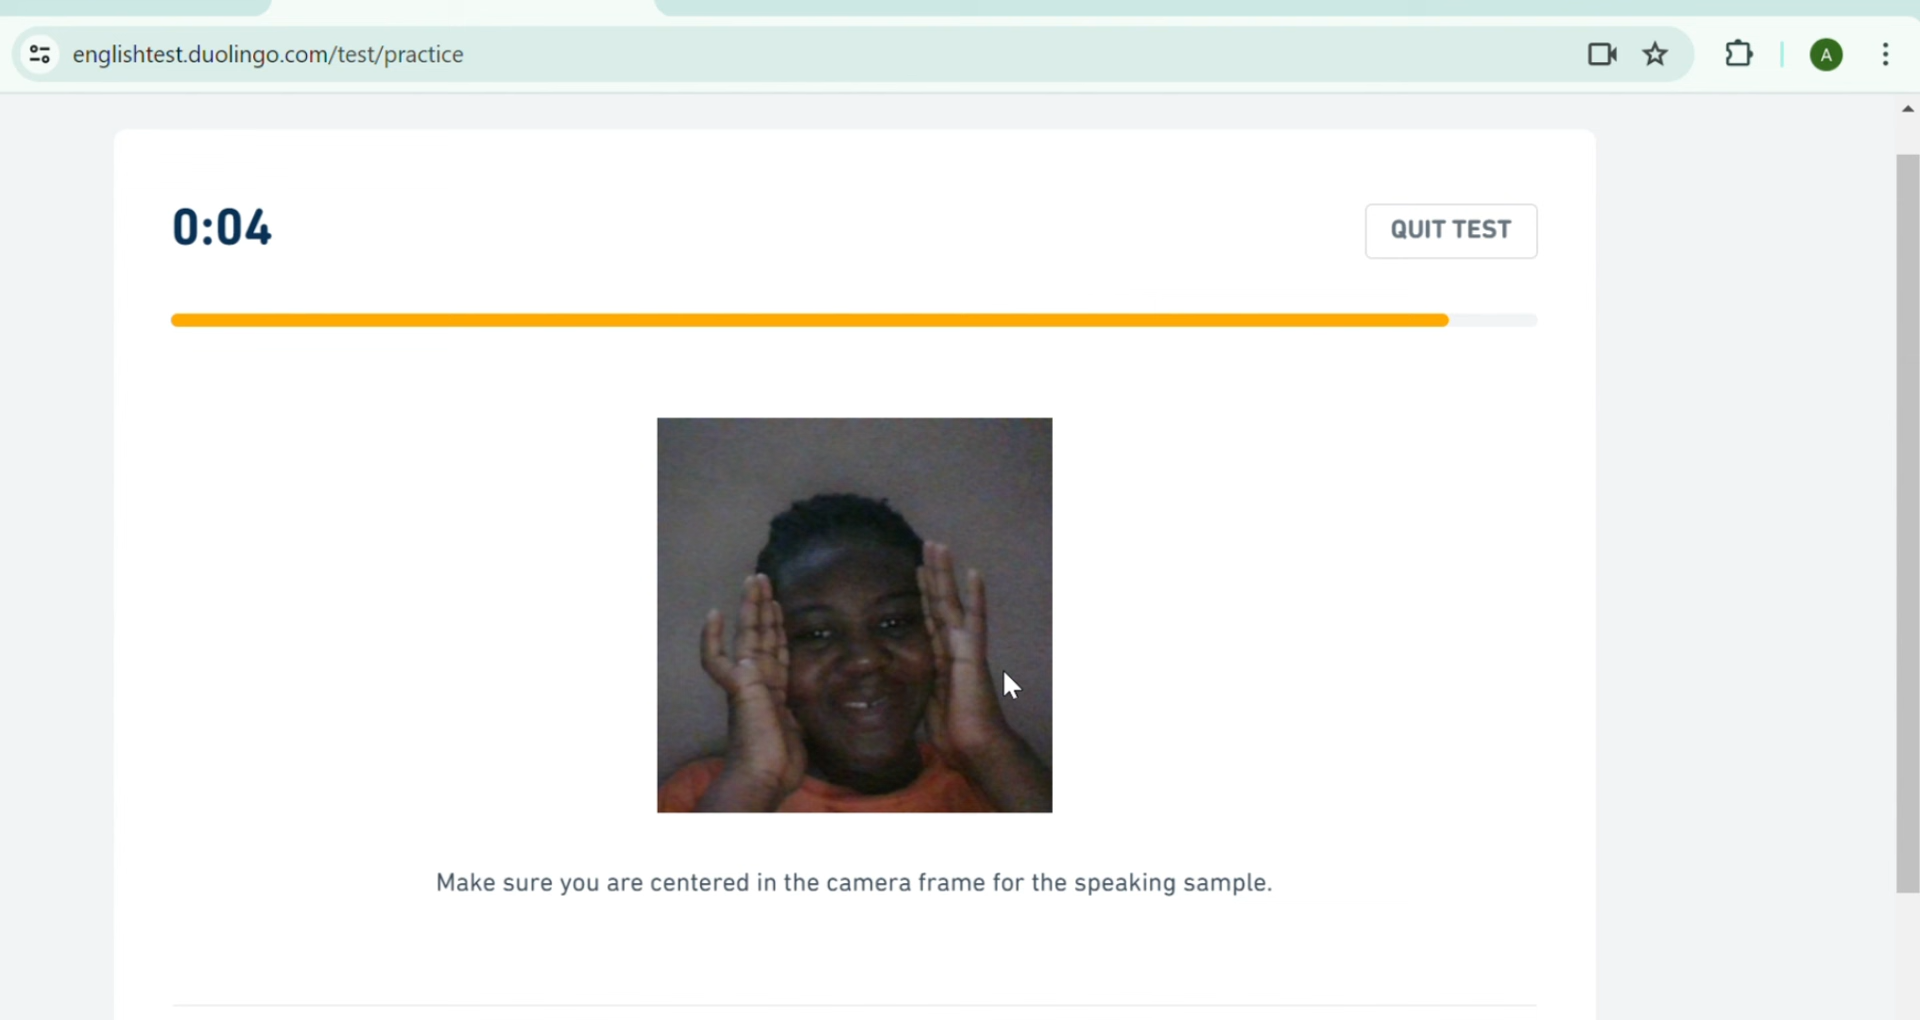 englishtest.duolingo.com/test/practice
A
0:04
QUIT TEST
Make sure you are centered in the camera frame for the speaking sample.